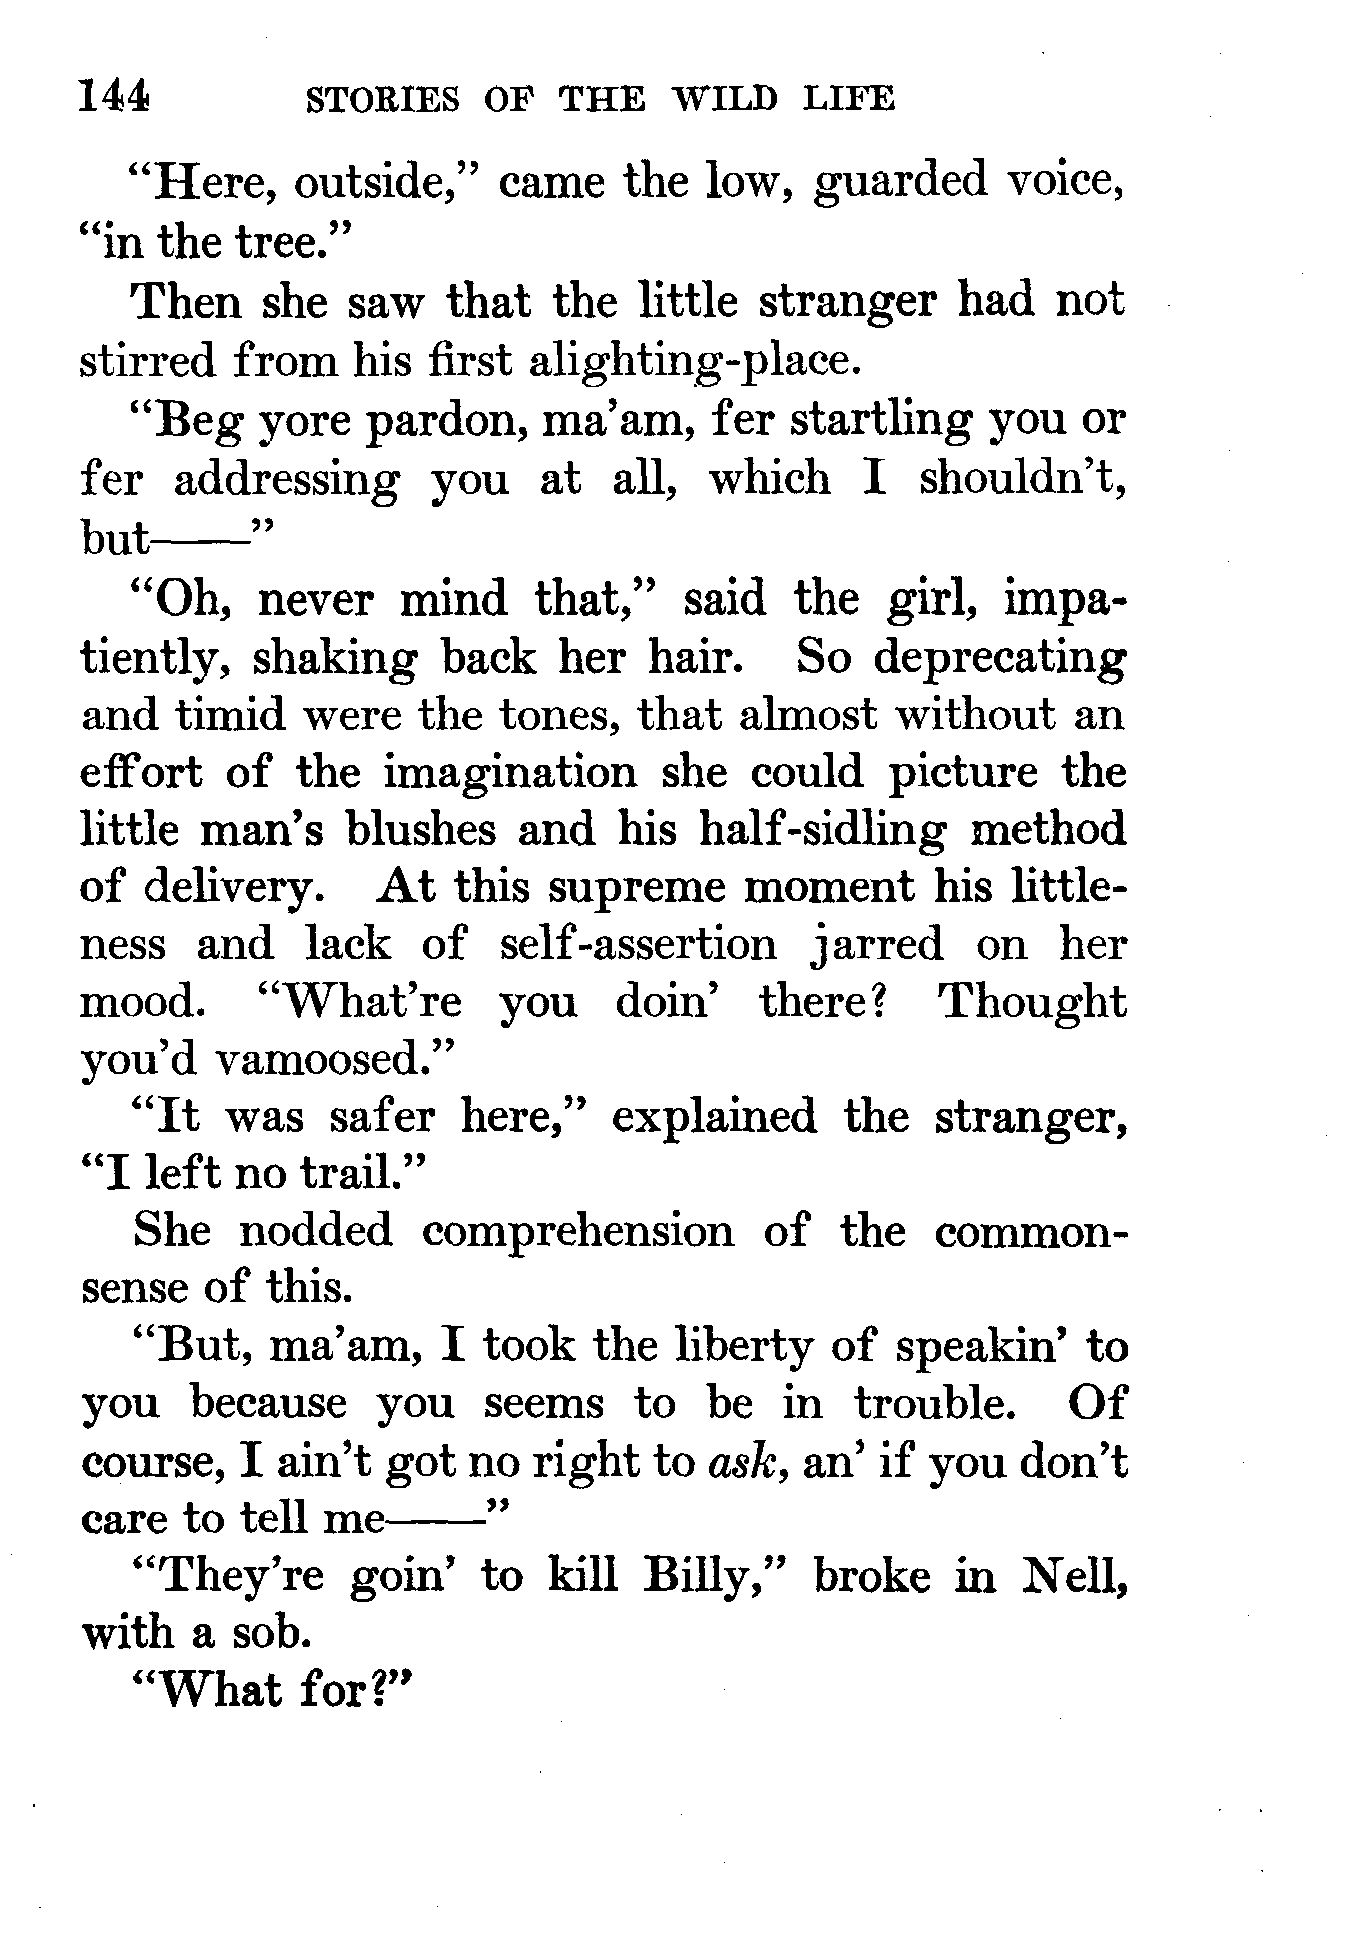 144 STORIES OF THE WILD LIFE
“Here, outside,” came the low, guarded voice,
“in the tree.”
Then she saw that the little stranger had not
stirred from his first alighting-place.
“Beg yore pardon, ma’am, fer startling you or
fer addressing you at all, which I shouldn’t,
but——”
“Oh, never mind that,” said the girl, impa-
tiently, shaking back her hair. So deprecating
and timid were the tones, that almost without an
effort of the imagination she could picture the
little man’s blushes and his half-sidling method
of delivery. At this supreme moment his little-
ness and lack of self-assertion jarred on her
mood. “What’re you doin’ there? Thought
you’d vamoosed.”
“It was safer here,” explained the stranger,
“I left no trail.”
She nodded comprehension of the common-
sense of this.
“But, ma’am, I took the liberty of speakin’ to
you because you seems to be in trouble. Of
course, I ain’t got no right to ask, an’ if you don’t
care to tell me——”
“They’re goin’ to kill Billy,” broke in Nell,
with a sob.
“What for?”